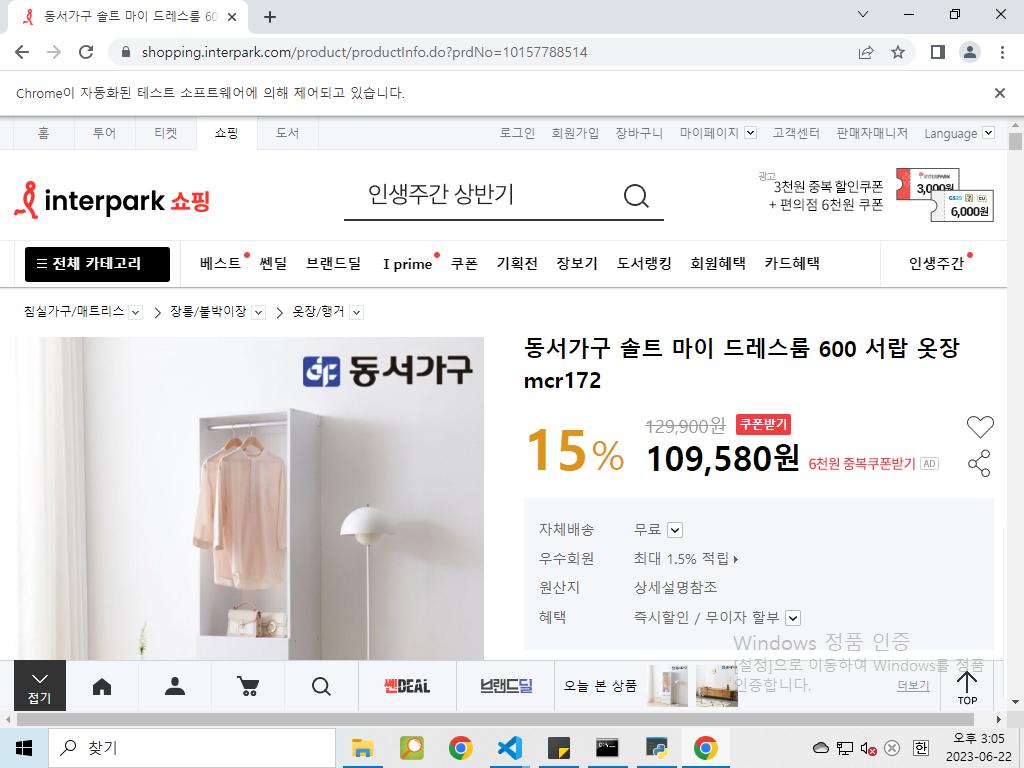 동서가구 솔트 마이 드레스룸 60
shopping.interpark.com/product/productInfo.do?prdNo=10157788514
Chrome이 자동화된 테스트 소프트웨어에 의해 제어되고 있습니다.
홈 투어 티켓 쇼핑 도서 로그인 회원가입 장바구니 마이페이지 고객센터 판매자매니저 Language
interpark 쇼핑
인생주간 상반기
광고
3천원 중복 할인쿠폰
+ 편의점 6천원 쿠폰
INTERPARK
3,000원
GS25 CU
6,000원
전체 카테고리 베스트 쎈딜 브랜드딜 I prime 쿠폰 기획전 장보기 도서랭킹 회원혜택 카드혜택 인생주간
침실가구/매트리스 장롱/붙박이장 옷장/행거
동서가구
동서가구 솔트 마이 드레스룸 600 서랍 옷장
mcr172
15%
129,900원 쿠폰받기
109,580원 6천원 중복쿠폰받기 AD
자체배송 무료
우수회원 최대 1.5% 적립
원산지 상세설명참조
혜택 즉시할인 / 무이자 할부
Windows 정품 인증
[설정]으로 이동하여 Windows를 정품
인증합니다.
접기
쎈DEAL
브랜드딜
오늘 본 상품
더보기
TOP
찾기
한
오후 3:05
2023-06-22